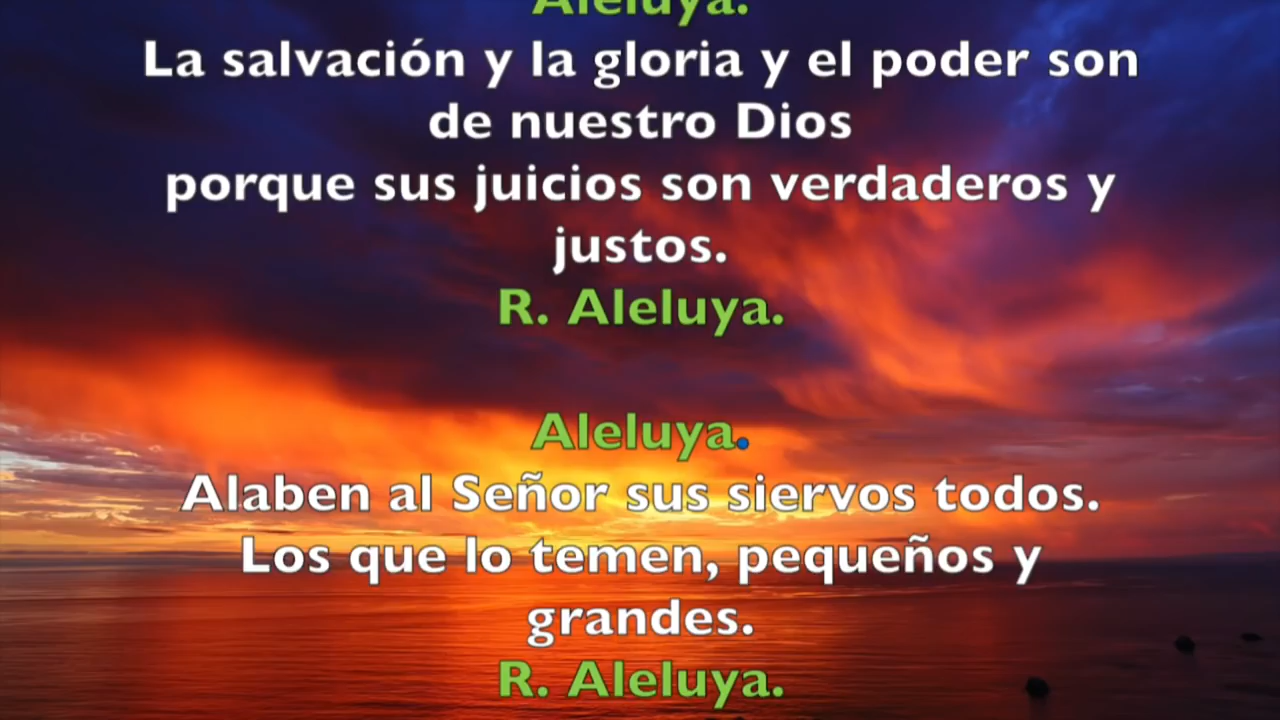 Aleluya.
La salvación y la gloria y el poder son
de nuestro Dios
porque sus juicios son verdaderos y
justos.
R. Aleluya.
Aleluya.
Alaben al Señor sus siervos todos.
Los que lo temen, pequeños y
grandes.
R. Aleluya.